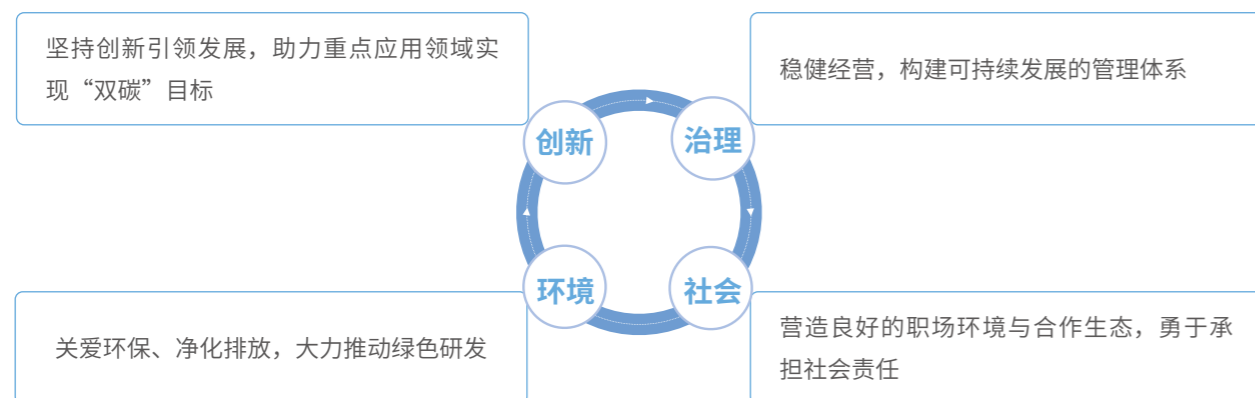 坚持创新引领发展，助力重点应用领域实
现“双碳”目标
稳健经营，构建可持续发展的管理体系
创新
治理
环境
社会
关爱环保、净化排放，大力推动绿色研发
营造良好的职场环境与合作生态，勇于承
担社会责任